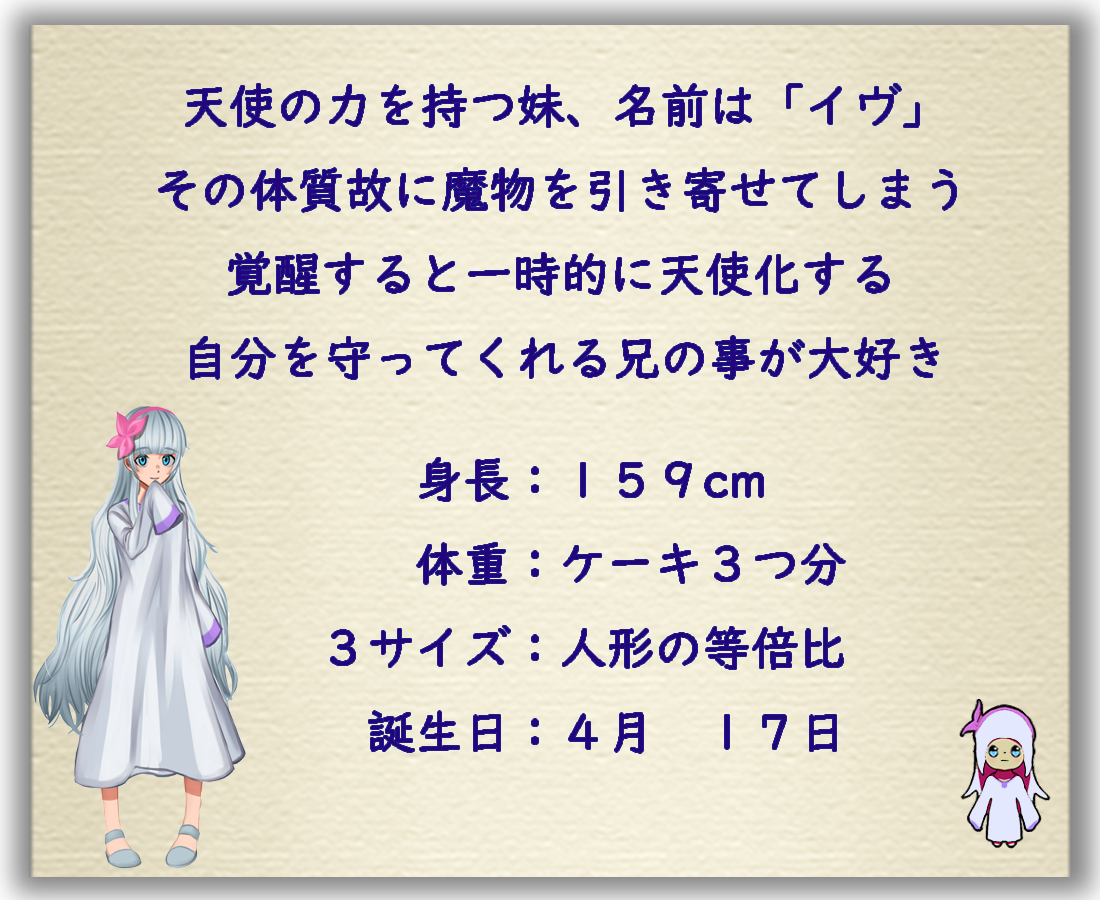 天使の力を持つ妹、名前は「イヴ」
その体質故に魔物を引き寄せてしまう
覚醒すると一時的に天使化する
自分を守ってくれる兄の事が大好き
身長：１５９cm
体重：ケーキ３つ分
３サイズ：人形の等倍比
誕生日：４月　１７日